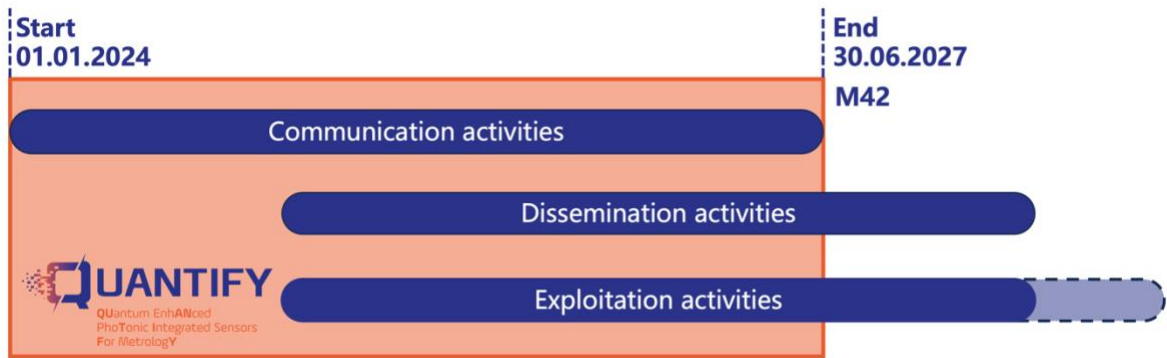 Start
01.01.2024
End
30.06.2027
M42
Communication activities
Dissemination activities
Exploitation activities
QUANTIFY
QUantum EnhANced
PhoTonic Integrated Sensors
For MetrologY